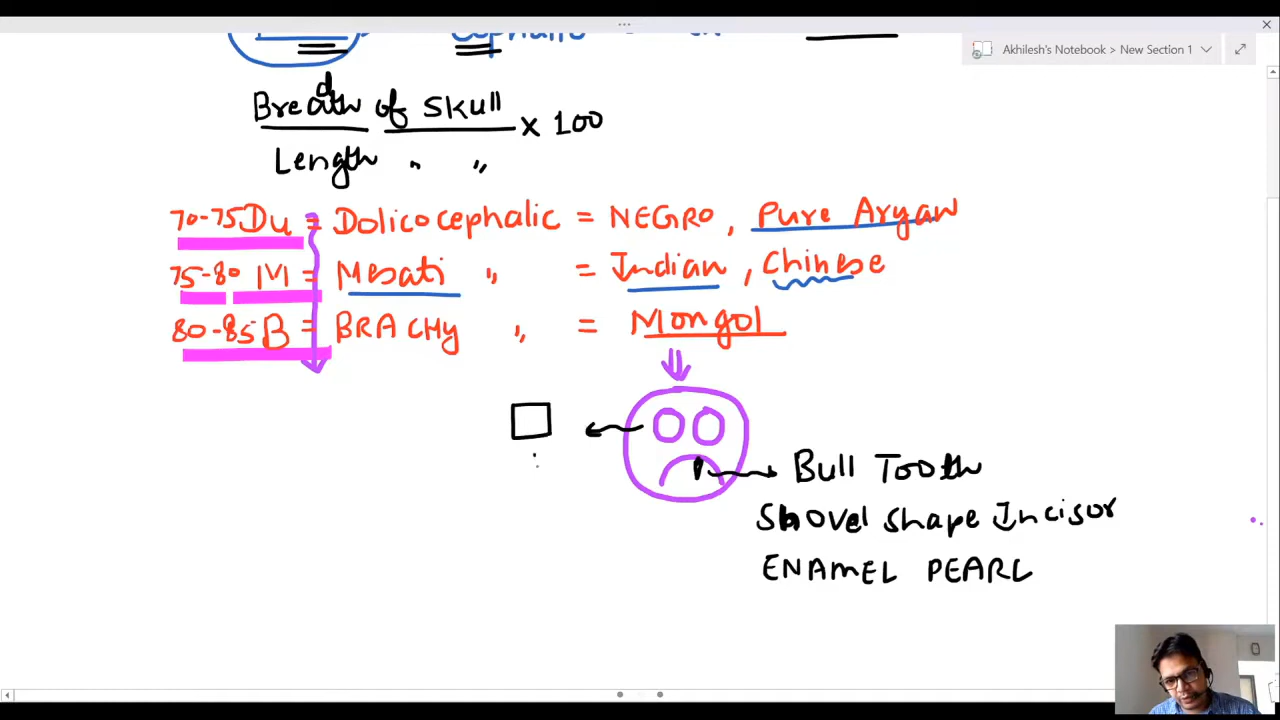 Akhilesh's Notebook > New Section 1
Breadth of Skull
× 100
Length " "
70-75 Du = Dolicocephalic = NEGRO, Pure Aryan
75-80 M = Mesati " = Indian, Chinese
80-85 B = BRACHy " = Mongol
Bull Tooth
Shovel shape Incisor
ENAMEL PEARL